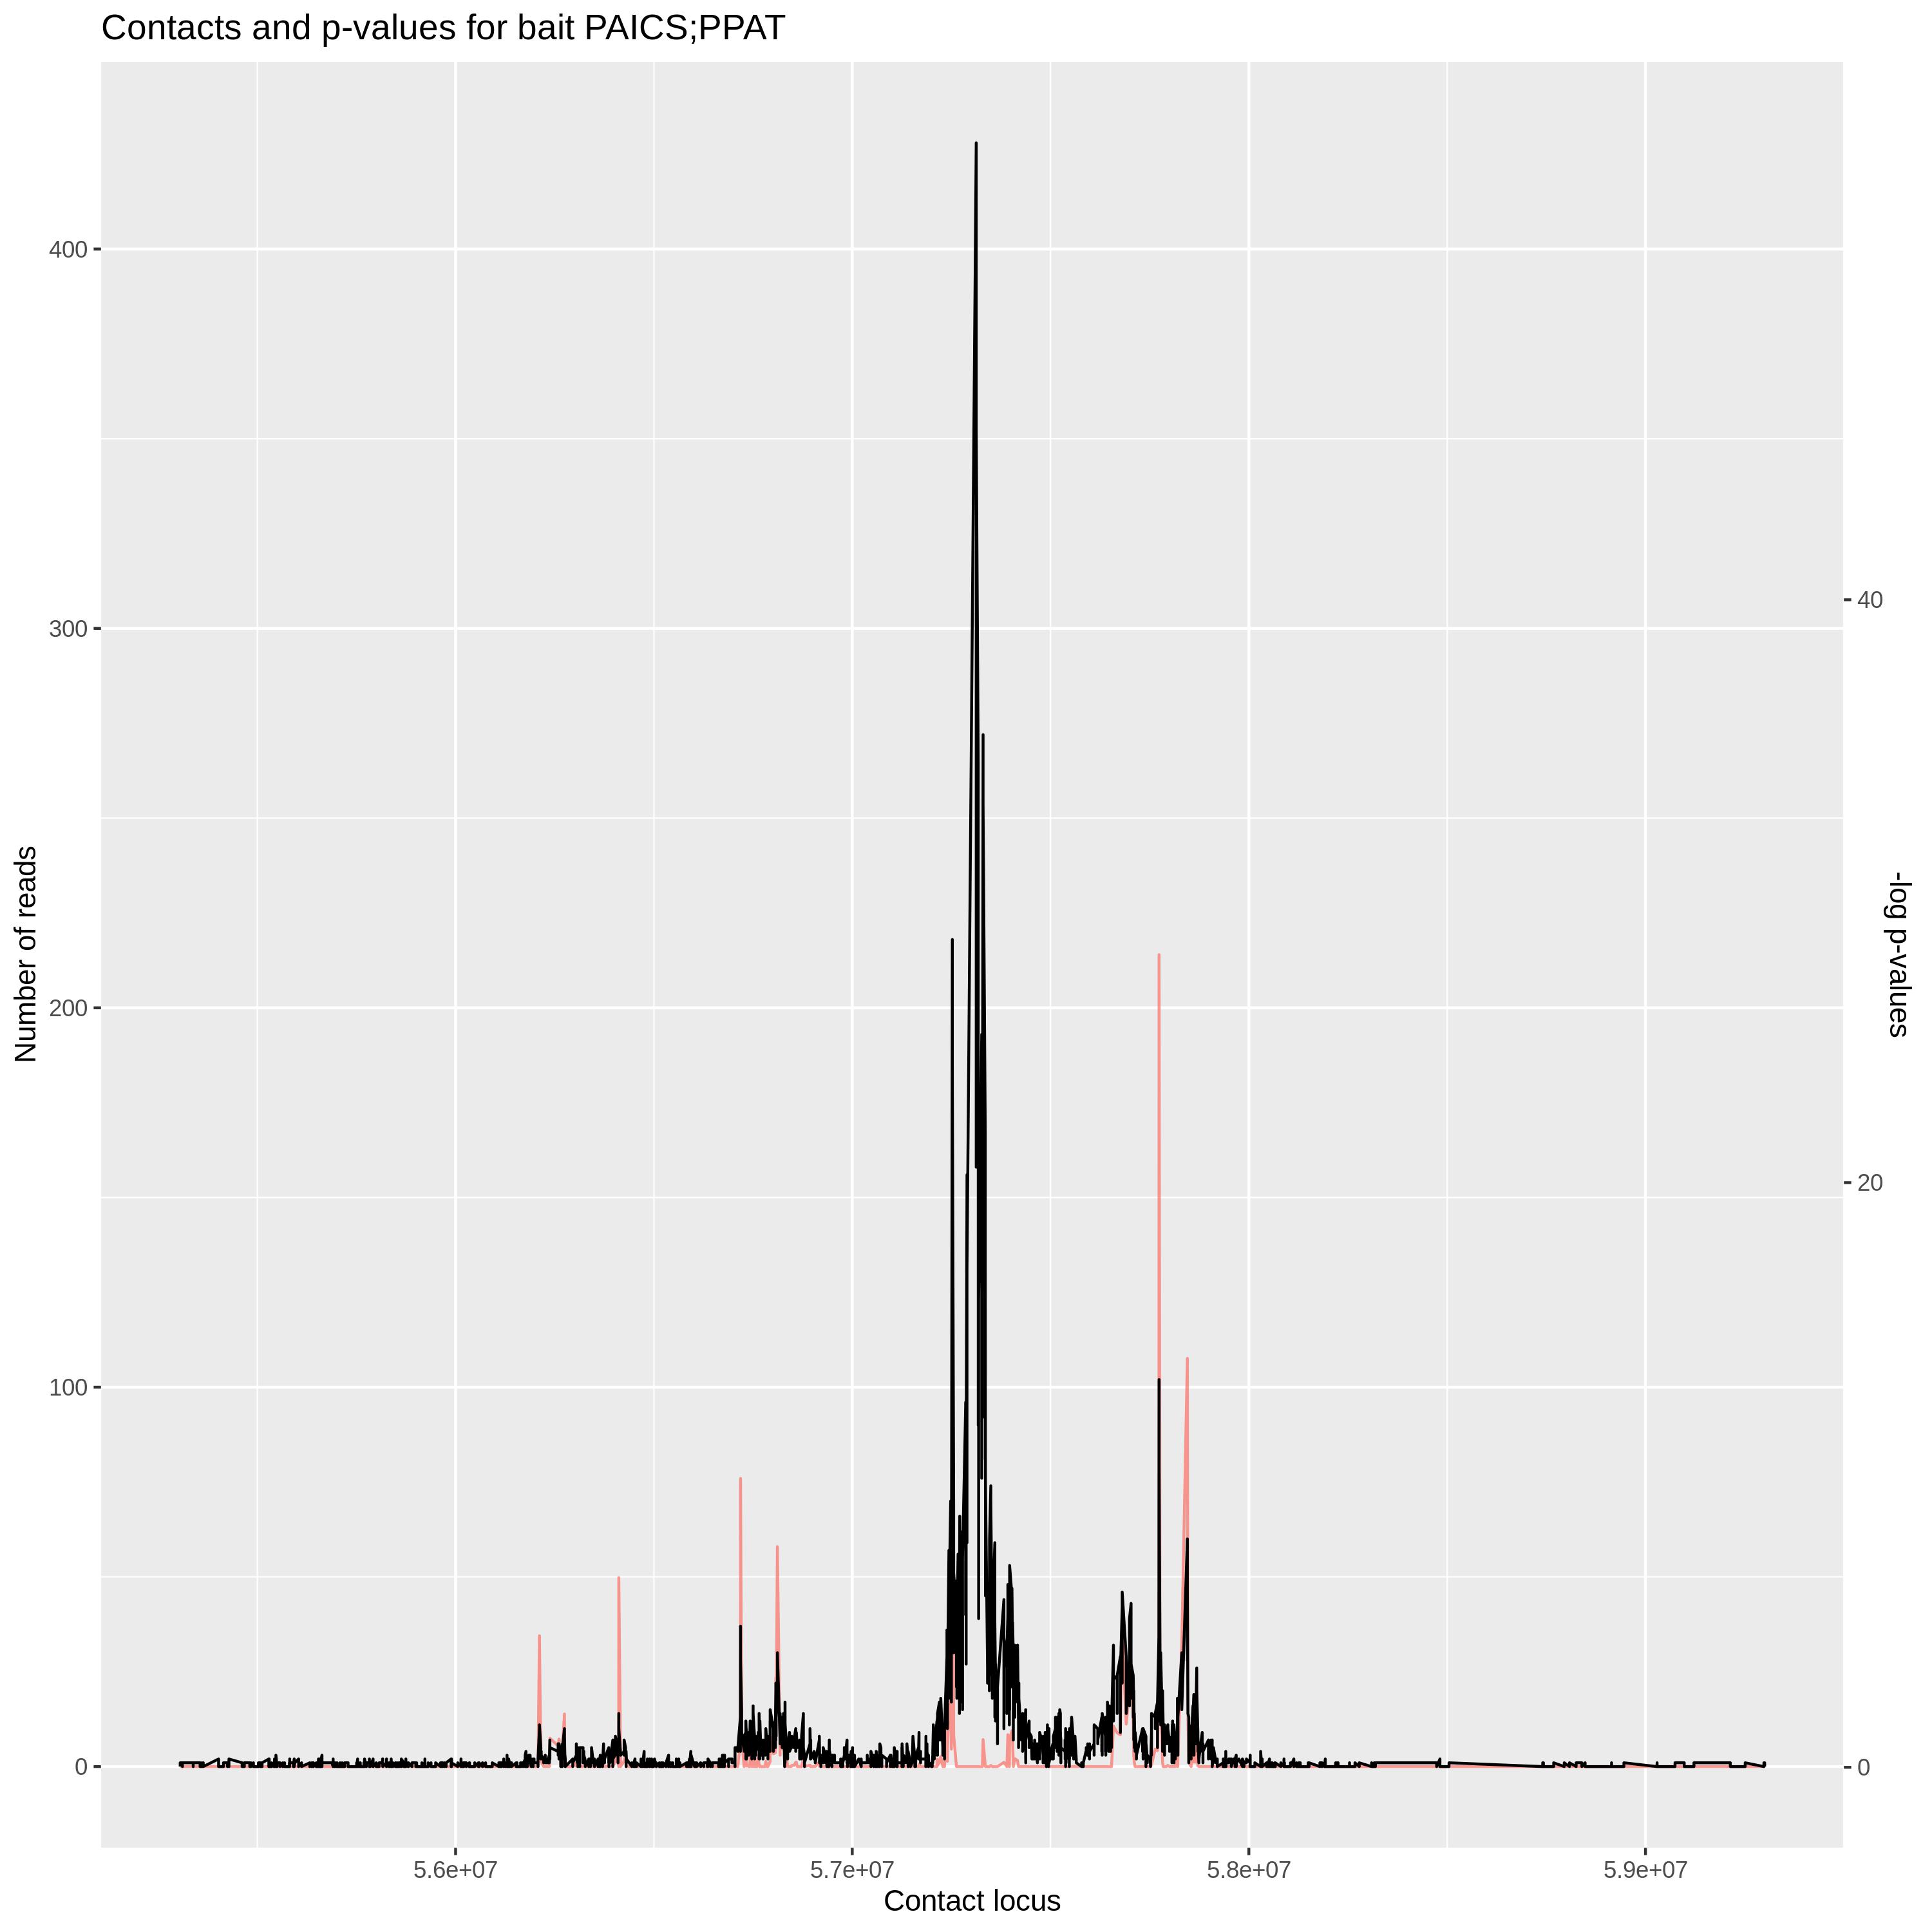 Contacts and p-values for bait PAICS;PPAT
400
300
200
100
0
Number of reads
40
20
0
-log p-values
5.6e+07
5.7e+07
5.8e+07
5.9e+07
Contact locus